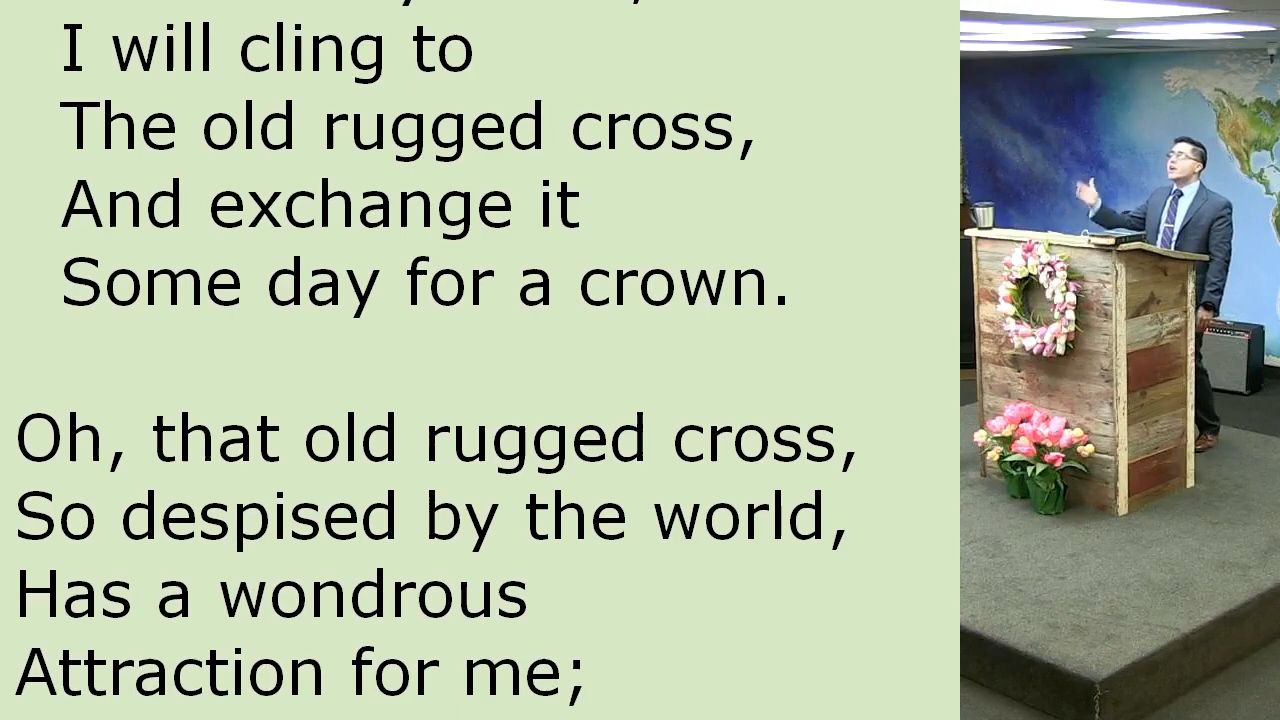 I will cling to
The old rugged cross,
And exchange it
Some day for a crown.
Oh, that old rugged cross,
So despised by the world,
Has a wondrous
Attraction for me;